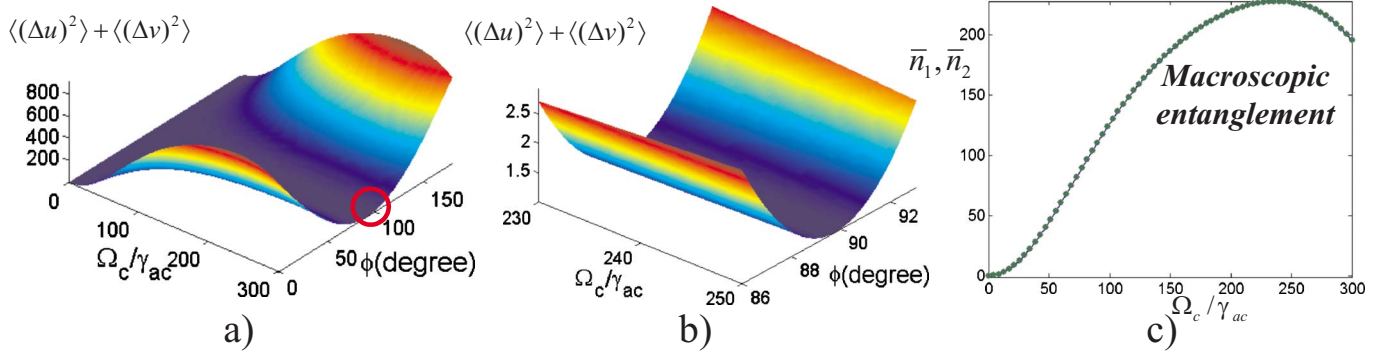 ⟨(Δu)²⟩+⟨(Δv)²⟩
800
600
400
200
0
100
200
300
Ω_c/γ_ac
0
50
100
150
ϕ(degree)
a)
⟨(Δu)²⟩+⟨(Δv)²⟩
2.5
2
1.5
230
240
250
Ω_c/γ_ac
86
88
90
92
ϕ(degree)
b)
n̄₁, n̄₂
200
150
100
50
0
Macroscopic
entanglement
0 50 100 150 200 250 300
Ω_c/γ_ac
c)